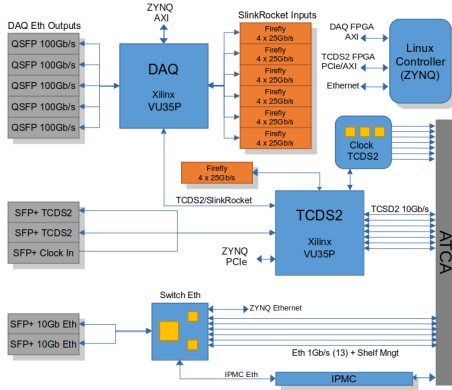 DAQ Eth Outputs
QSFP 100Gb/s
QSFP 100Gb/s
QSFP 100Gb/s
QSFP 100Gb/s
QSFP 100Gb/s
ZYNQ
AXI
DAQ
Xilinx
VU35P
SlinkRocket Inputs
Firefly
4 x 25Gb/s
Firefly
4 x 25Gb/s
Firefly
4 x 25Gb/s
Firefly
4 x 25Gb/s
Firefly
4 x 25Gb/s
Firefly
4 x 25Gb/s
DAQ FPGA
AXI
TCDS2 FPGA
PCIe/AXI
Ethernet
Linux
Controller
(ZYNQ)
Clock
TCDS2
Firefly
4 x 25Gb/s
TCDS2/SlinkRocket
SFP+ TCDS2
SFP+ TCDS2
SFP+ Clock In
TCDS2
Xilinx
VU35P
ZYNQ
PCIe
TCSD2 10Gb/s
ATCA
Switch Eth
ZYNQ Ethernet
SFP+ 10Gb Eth
SFP+ 10Gb Eth
Eth 1Gb/s (13) + Shelf Mngt
IPMC Eth
IPMC